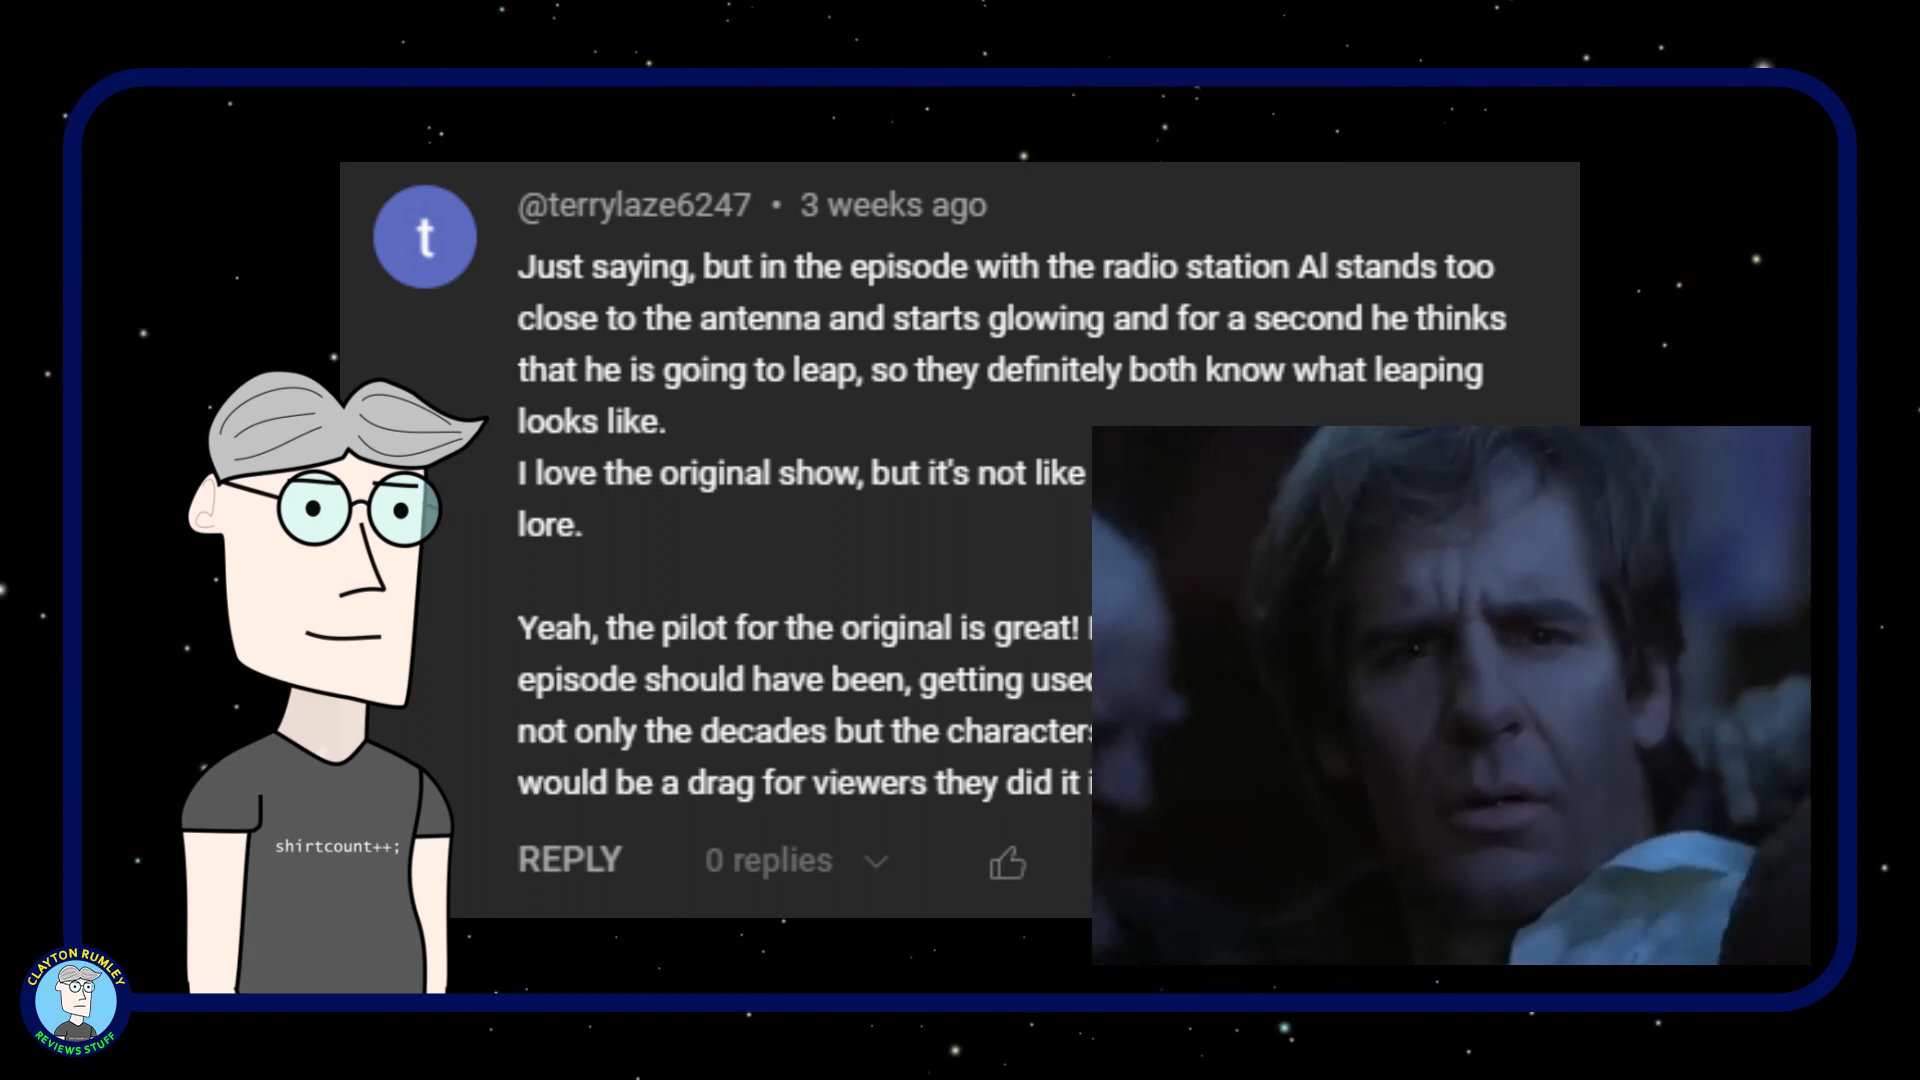 @terrylaze6247 • 3 weeks ago
t
Just saying, but in the episode with the radio station Al stands too
close to the antenna and starts glowing and for a second he thinks
that he is going to leap, so they definitely both know what leaping
looks like.
I love the original show, but it's not like
lore.
Yeah, the pilot for the original is great!
episode should have been, getting used
not only the decades but the characters
would be a drag for viewers they did it
REPLY 0 replies
shirtcount++;
CLAYTON RUMLEY
REVIEWS STUFF